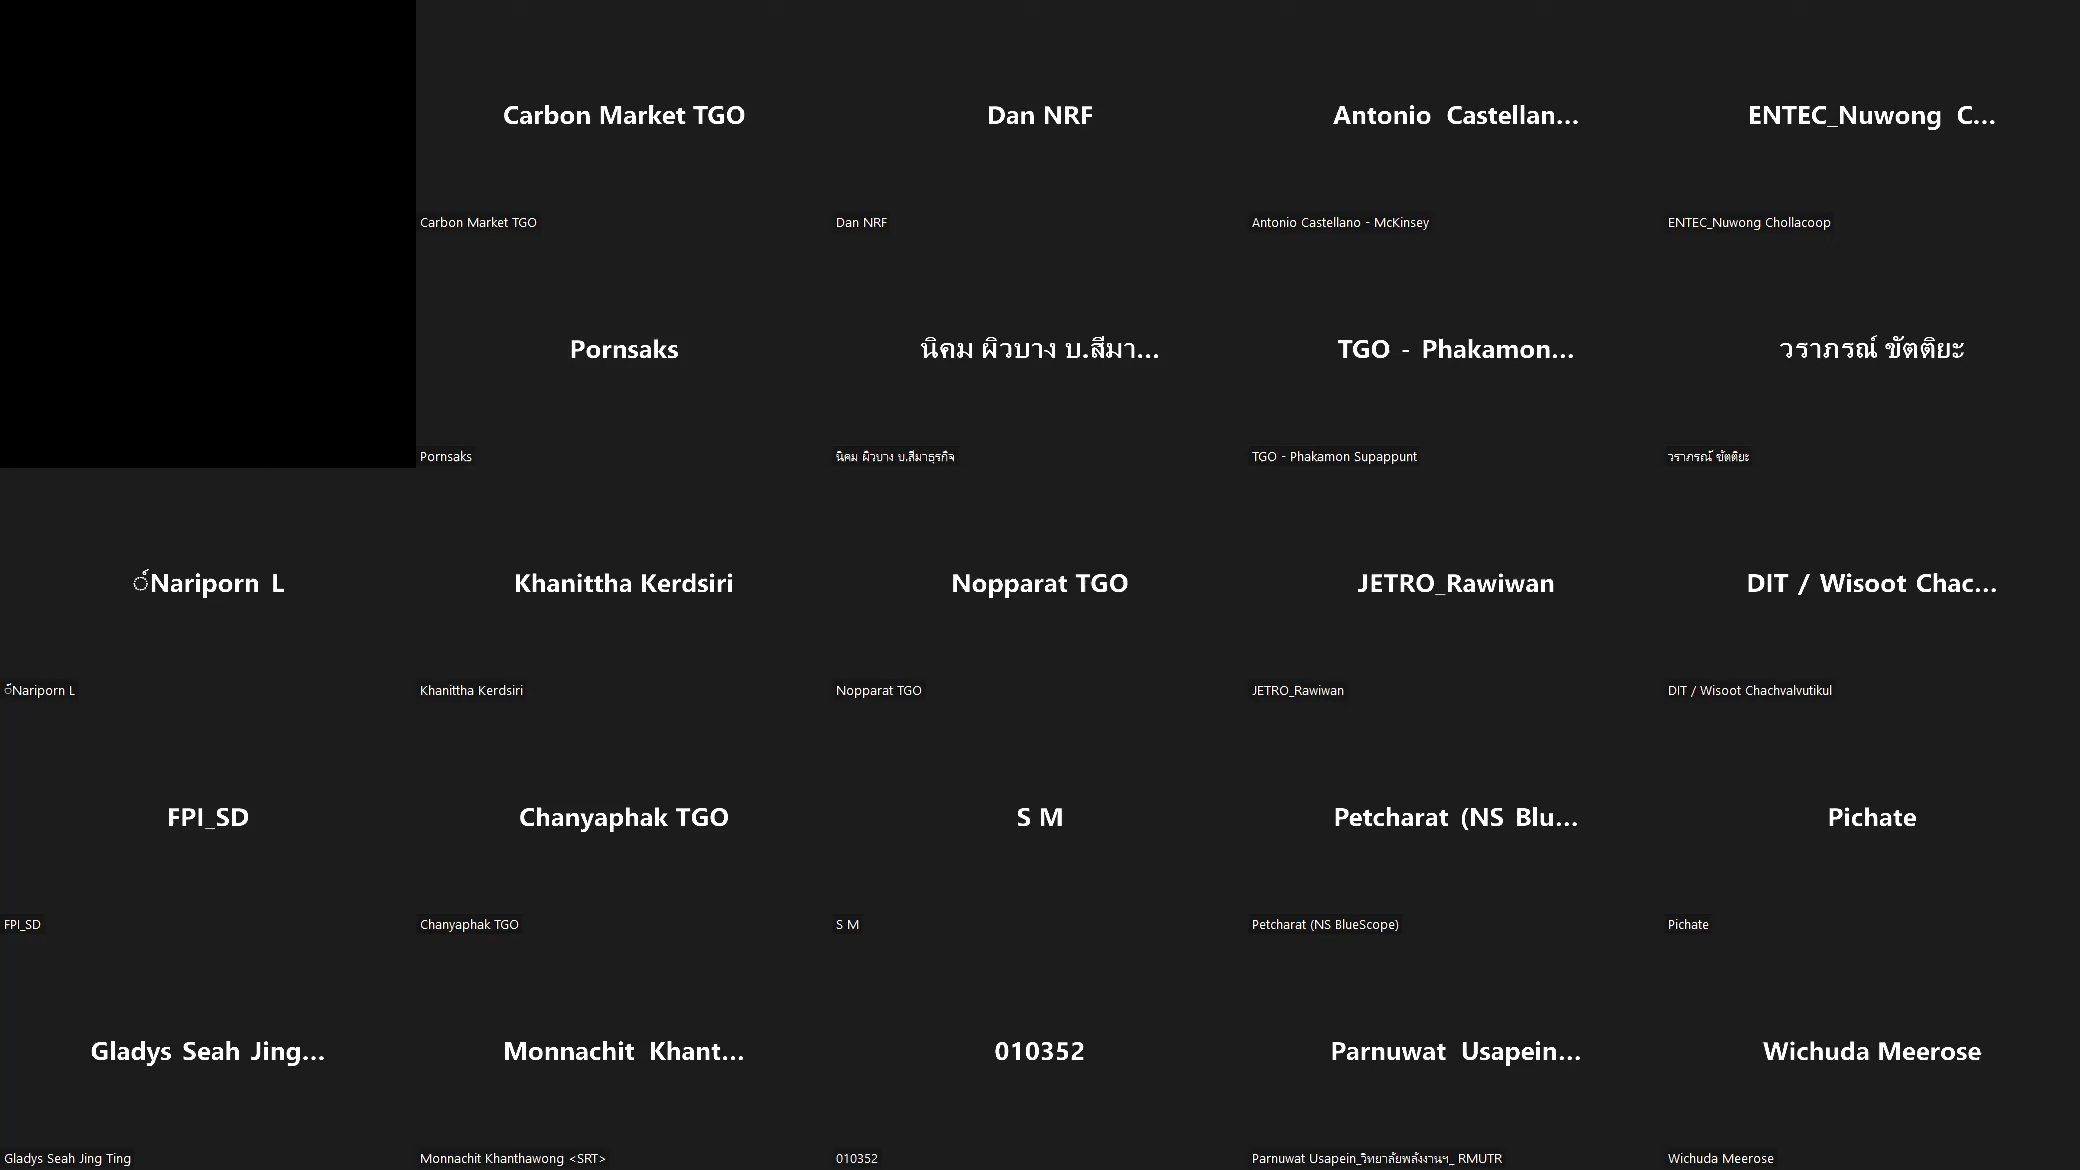 Carbon Market TGO
Dan NRF
Antonio Castellan...
ENTEC_Nuwong C...
Carbon Market TGO
Dan NRF
Antonio Castellano - McKinsey
ENTEC_Nuwong Chollacoop
Pornsaks
นิคม ผิวบาง บ.สีมา...
TGO - Phakamon...
วราภรณ์ ขัตติยะ
Pornsaks
นิคม ผิวบาง บ.สีมาธุรกิจ
TGO - Phakamon Supappunt
วราภรณ์ ขัตติยะ
์Nariporn L
Khanittha Kerdsiri
Nopparat TGO
JETRO_Rawiwan
DIT / Wisoot Chac...
์Nariporn L
Khanittha Kerdsiri
Nopparat TGO
JETRO_Rawiwan
DIT / Wisoot Chachvalvutikul
FPI_SD
Chanyaphak TGO
S M
Petcharat (NS Blu...
Pichate
FPI_SD
Chanyaphak TGO
S M
Petcharat (NS BlueScope)
Pichate
Gladys Seah Jing...
Monnachit Khant...
010352
Parnuwat Usapein...
Wichuda Meerose
Gladys Seah Jing Ting
Monnachit Khanthawong <SRT>
010352
Parnuwat Usapein_วิทยาลัยพลังงานฯ_ RMUTR
Wichuda Meerose